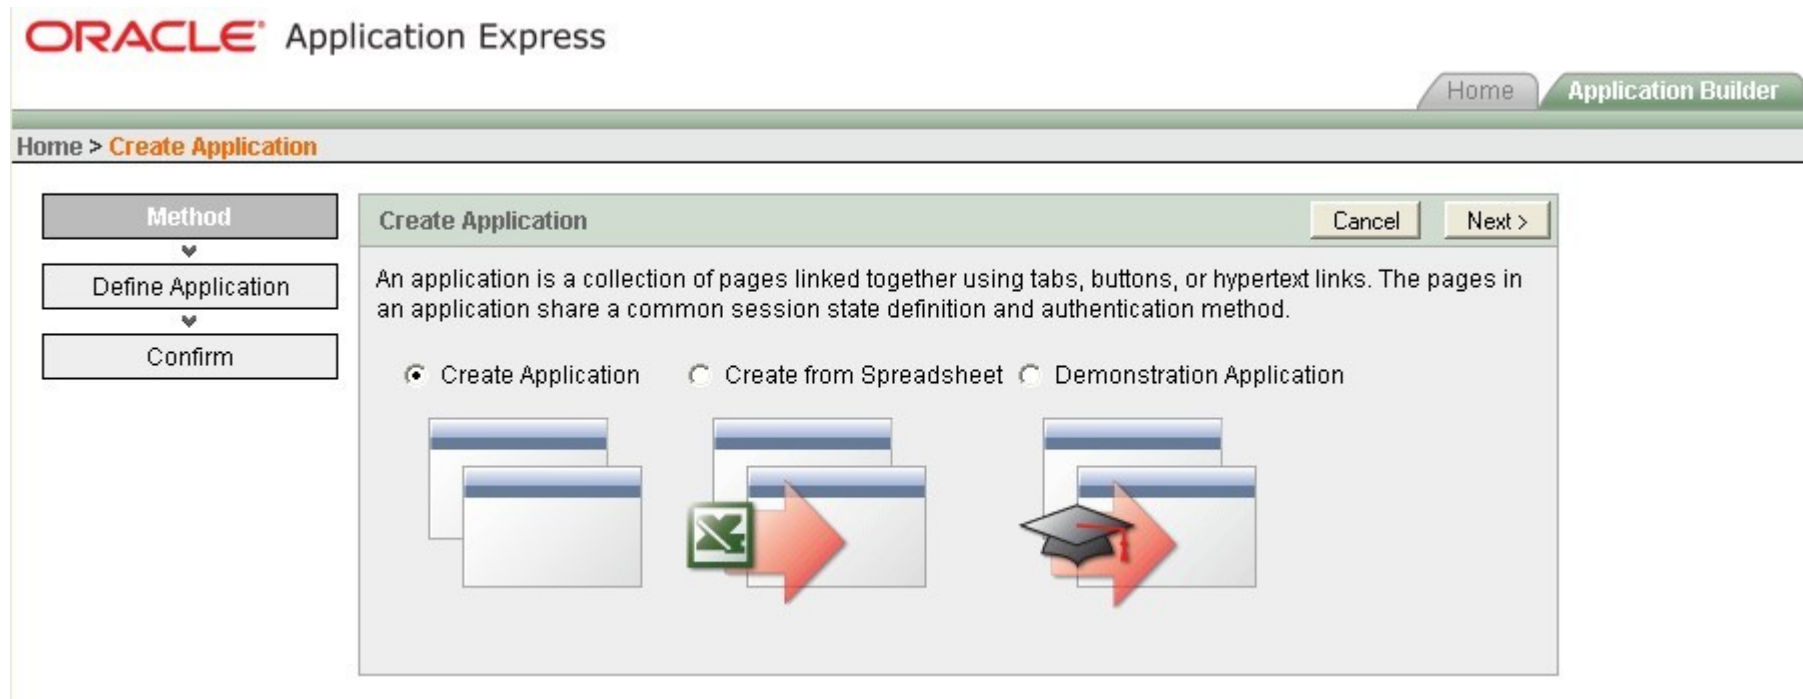 ORACLE Application Express
Home Application Builder
Home > Create Application
Method
Define Application
Confirm
Create Application Cancel Next >
An application is a collection of pages linked together using tabs, buttons, or hypertext links. The pages in
an application share a common session state definition and authentication method.
Create Application Create from Spreadsheet Demonstration Application